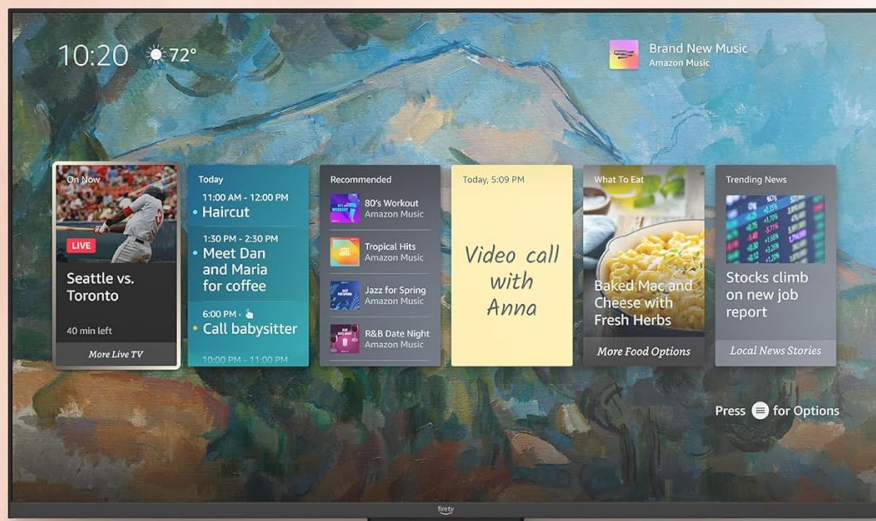 10:20 72°
Brand New Music
Amazon Music
On Now
LIVE
Seattle vs.
Toronto
40 min left
More Live TV
Today
11:00 AM - 12:00 PM
Haircut
1:30 PM - 2:30 PM
Meet Dan
and Maria
for coffee
6:00 PM -
Call babysitter
10:00 PM - 11:00 PM
Recommended
80's Workout
Amazon Music
Tropical Hits
Amazon Music
Jazz for Spring
Amazon Music
R&B Date Night
Amazon Music
Today, 5:09 PM
Video call
with
Anna
What To Eat
Baked Mac and
Cheese with
Fresh Herbs
More Food Options
Trending News
Stocks climb
on new job
report
Local News Stories
Press for Options
firetv